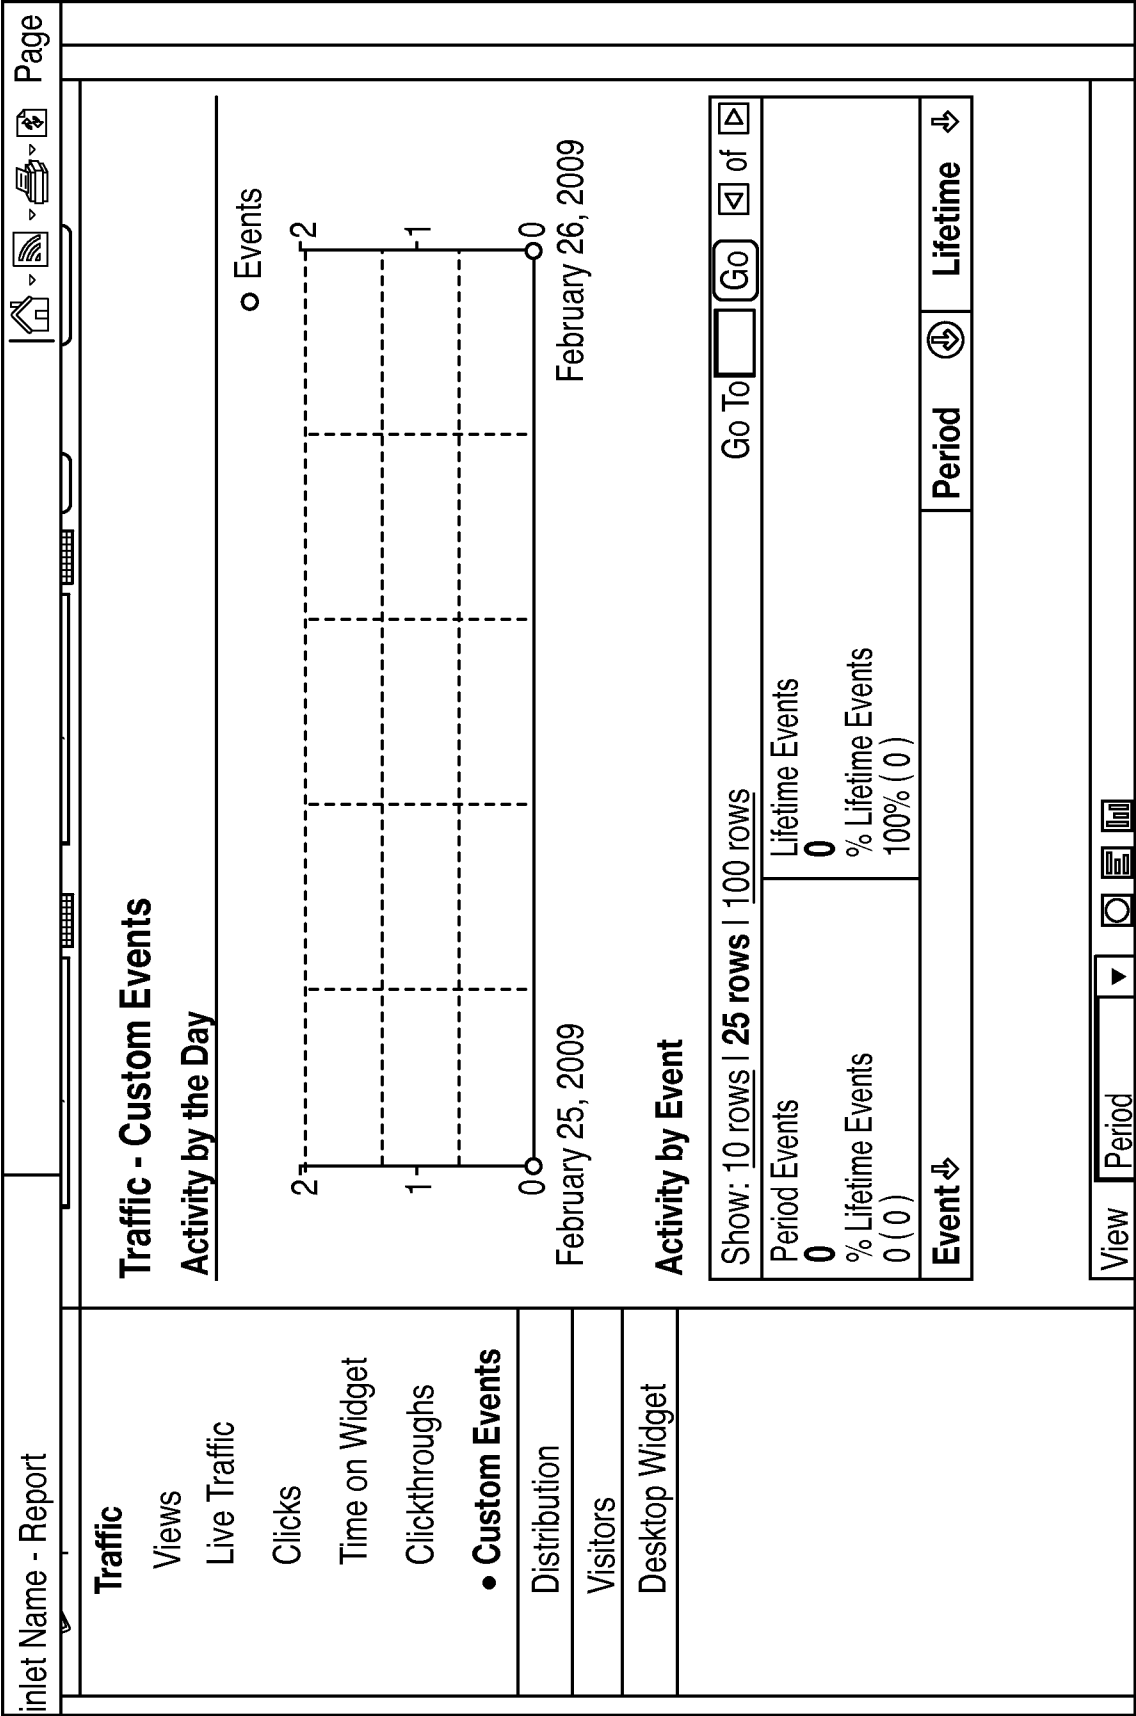 inlet Name - Report
Page
Traffic
Views
Live Traffic
Clicks
Time on Widget
Clickthroughs
• Custom Events
Distribution
Visitors
Desktop Widget
Traffic - Custom Events
Activity by the Day
Events
2
1
0
2
1
0
February 25, 2009
February 26, 2009
Activity by Event
Show: 10 rows | 25 rows | 100 rows
Go To
Go
of
Period Events
0
% Lifetime Events
0 ( 0 )
Lifetime Events
0
% Lifetime Events
100% ( 0 )
Event
Period
Lifetime
View
Period